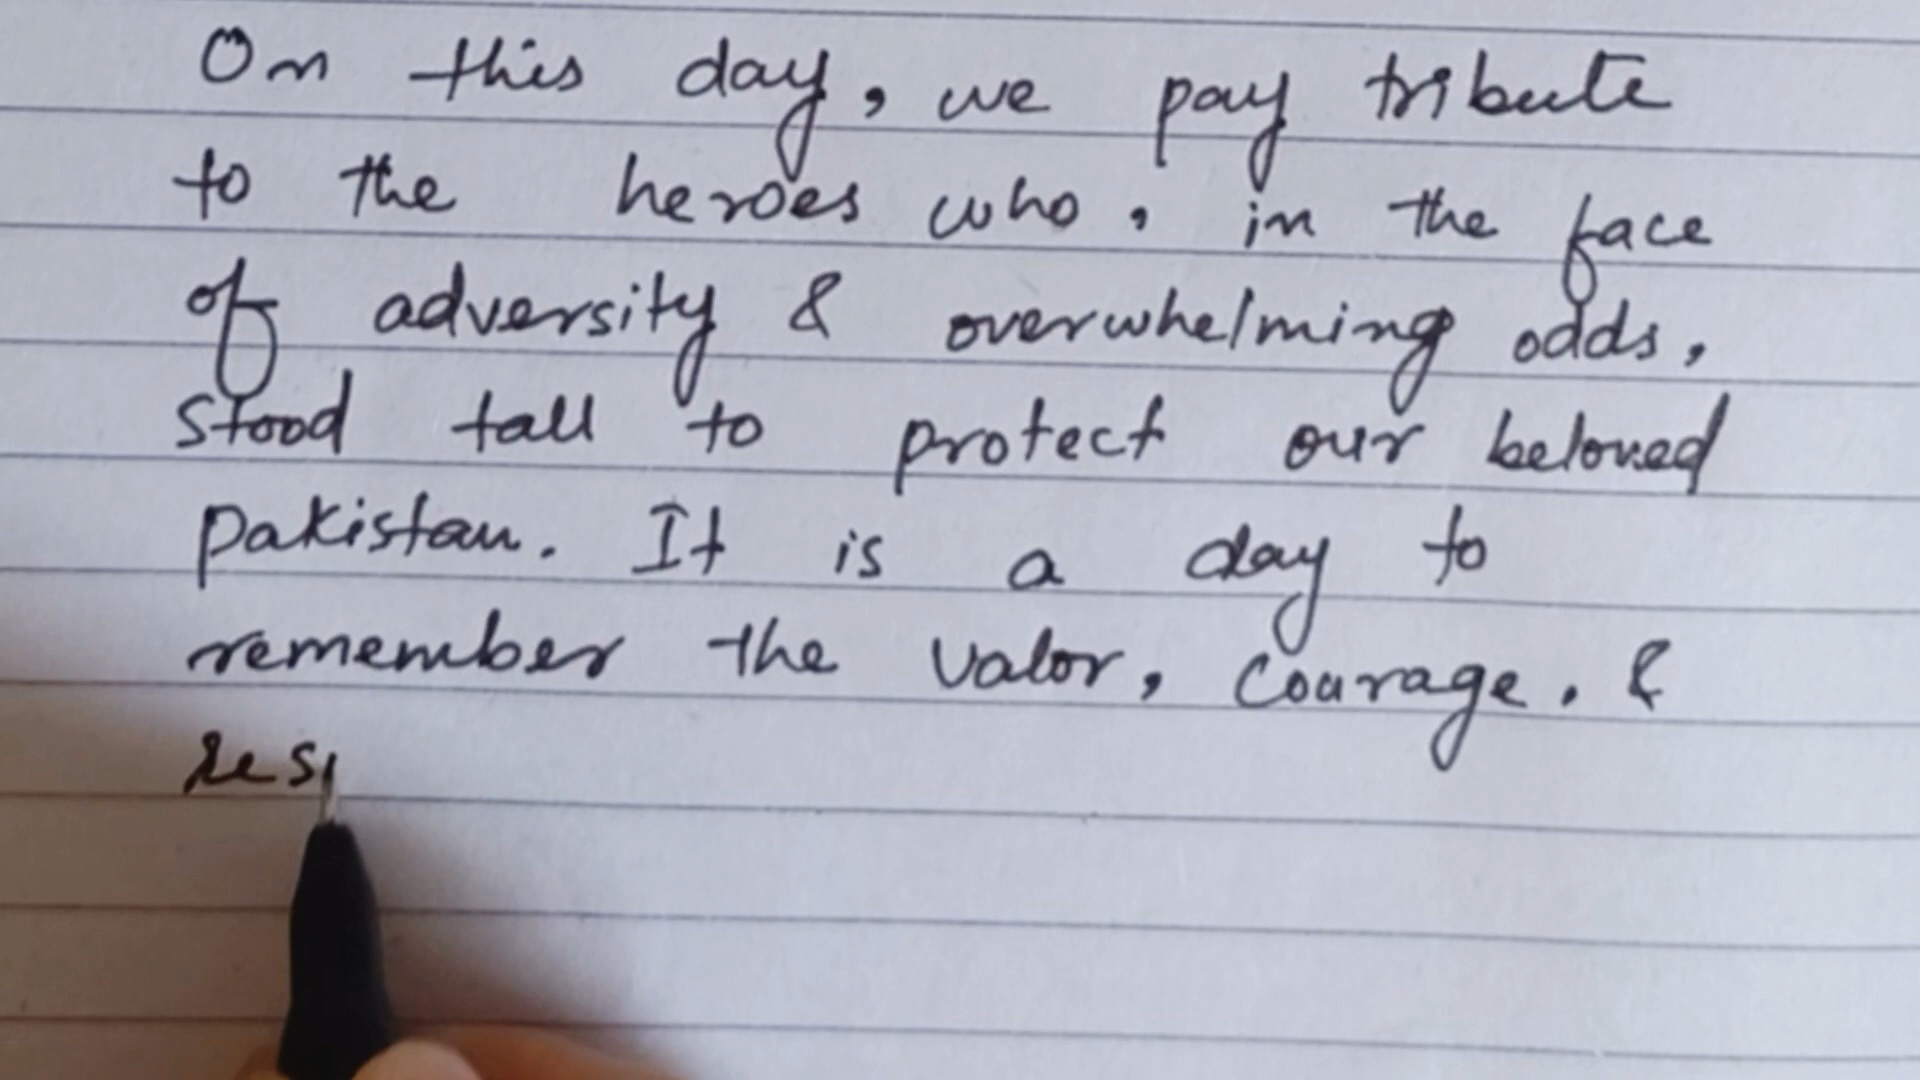 On this day, we pay tribute
to the heroes who, in the face
of adversity & overwhelming odds,
stood tall to protect our beloved
Pakistan. It is a day to
remember the valor, courage, &